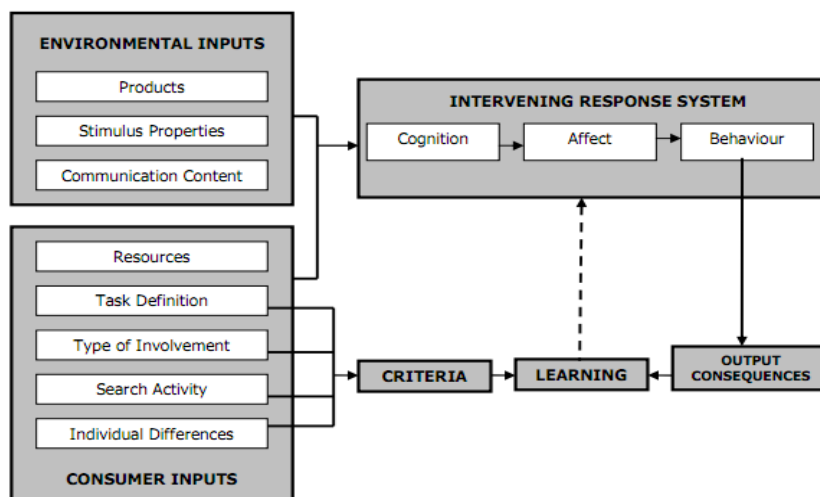 ENVIRONMENTAL INPUTS
Products
Stimulus Properties
Communication Content
INTERVENING RESPONSE SYSTEM
Cognition
Affect
Behaviour
Resources
Task Definition
Type of Involvement
Search Activity
Individual Differences
CONSUMER INPUTS
CRITERIA
LEARNING
OUTPUT
CONSEQUENCES